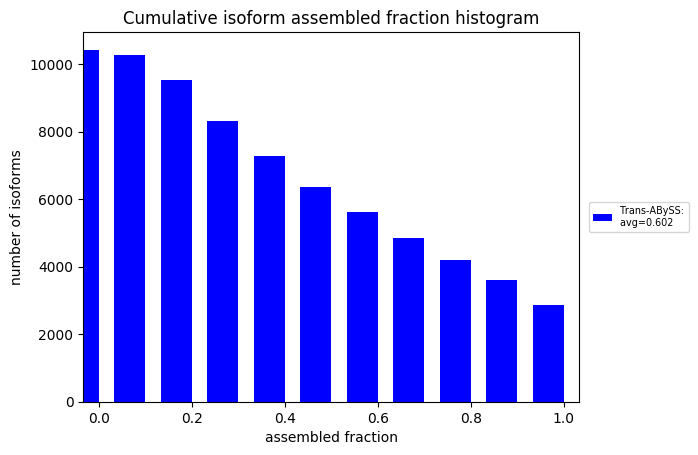 Cumulative isoform assembled fraction histogram
number of isoforms
10000
8000
6000
4000
2000
0
0.0
0.2
0.4
0.6
0.8
1.0
assembled fraction
Trans-ABySS:
avg=0.602